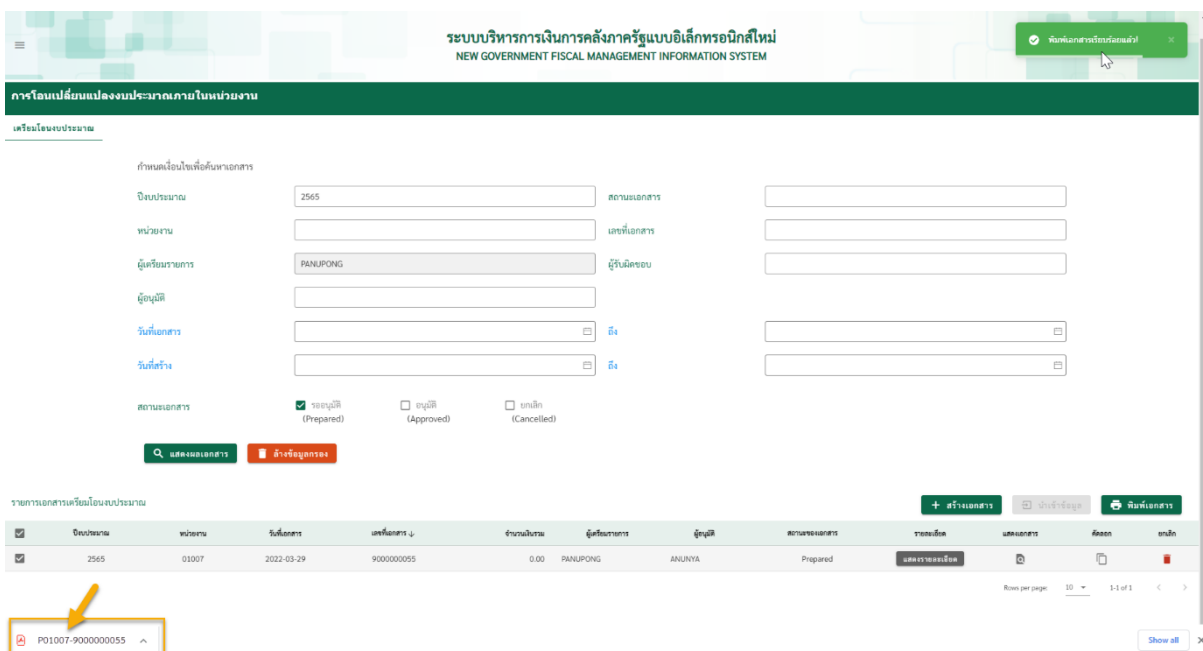 ระบบบริหารการเงินการคลังภาครัฐแบบอิเล็กทรอนิกส์ใหม่
NEW GOVERNMENT FISCAL MANAGEMENT INFORMATION SYSTEM
พิมพ์เอกสารเรียบร้อยแล้ว!
การโอนเปลี่ยนแปลงงบประมาณภายในหน่วยงาน
เตรียมโอนงบประมาณ
กำหนดเงื่อนไขเพื่อค้นหาเอกสาร
ปีงบประมาณ 2565 สถานะเอกสาร
หน่วยงาน เลขที่เอกสาร
ผู้เตรียมรายการ PANUPONG ผู้รับผิดชอบ
ผู้อนุมัติ
วันที่เอกสาร ถึง
วันที่สร้าง ถึง
สถานะเอกสาร รออนุมัติ อนุมัติ ยกเลิก
(Prepared) (Approved) (Cancelled)
แสดงผลเอกสาร ล้างข้อมูลกรอง
รายการเอกสารเตรียมโอนงบประมาณ + สร้างเอกสาร นำเข้าข้อมูล พิมพ์เอกสาร
ปีงบประมาณ หน่วยงาน วันที่เอกสาร เลขที่เอกสาร ↓ จำนวนเงินรวม ผู้เตรียมรายการ ผู้อนุมัติ สถานะของเอกสาร รายละเอียด แสดงเอกสาร คัดลอก ยกเลิก
2565 01007 2022-03-29 9000000055 0.00 PANUPONG ANUNYA Prepared แสดงรายละเอียด
Rows per page: 10 1-1 of 1
P01007-9000000055 Show all